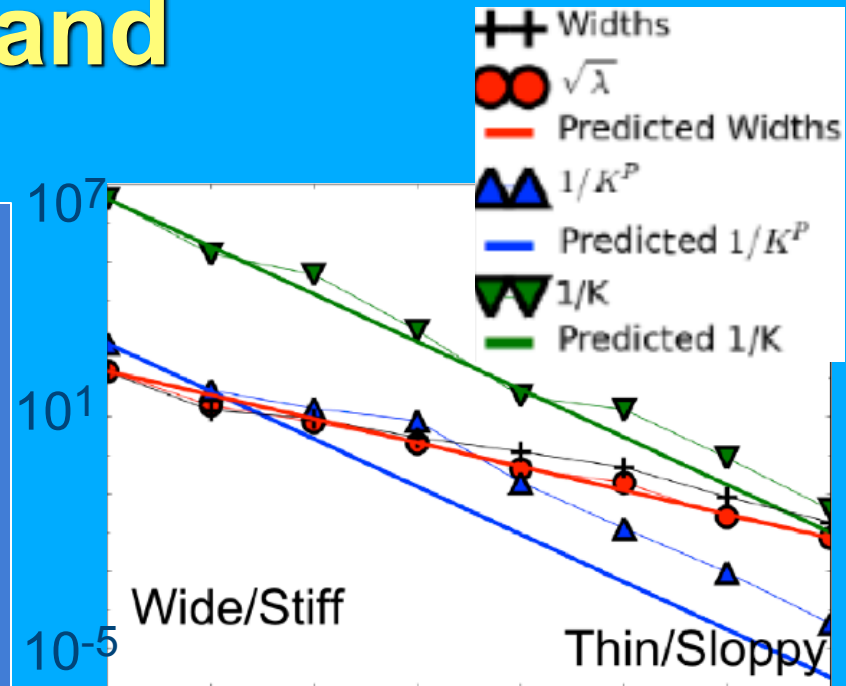 and
Widths
√λ
Predicted Widths
1/K^P
Predicted 1/K^P
1/K
Predicted 1/K
10^7
10^1
10^-5
Wide/Stiff
Thin/Sloppy